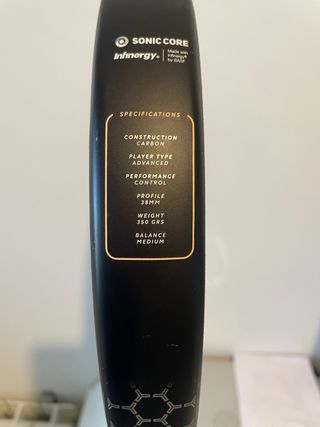 SONIC CORE
Infinergy®
Made with
Infinergy®
by BASF
SPECIFICATIONS
CONSTRUCTION
CARBON
PLAYER TYPE
ADVANCED
PERFORMANCE
CONTROL
PROFILE
38MM
WEIGHT
350 GRS
BALANCE
MEDIUM